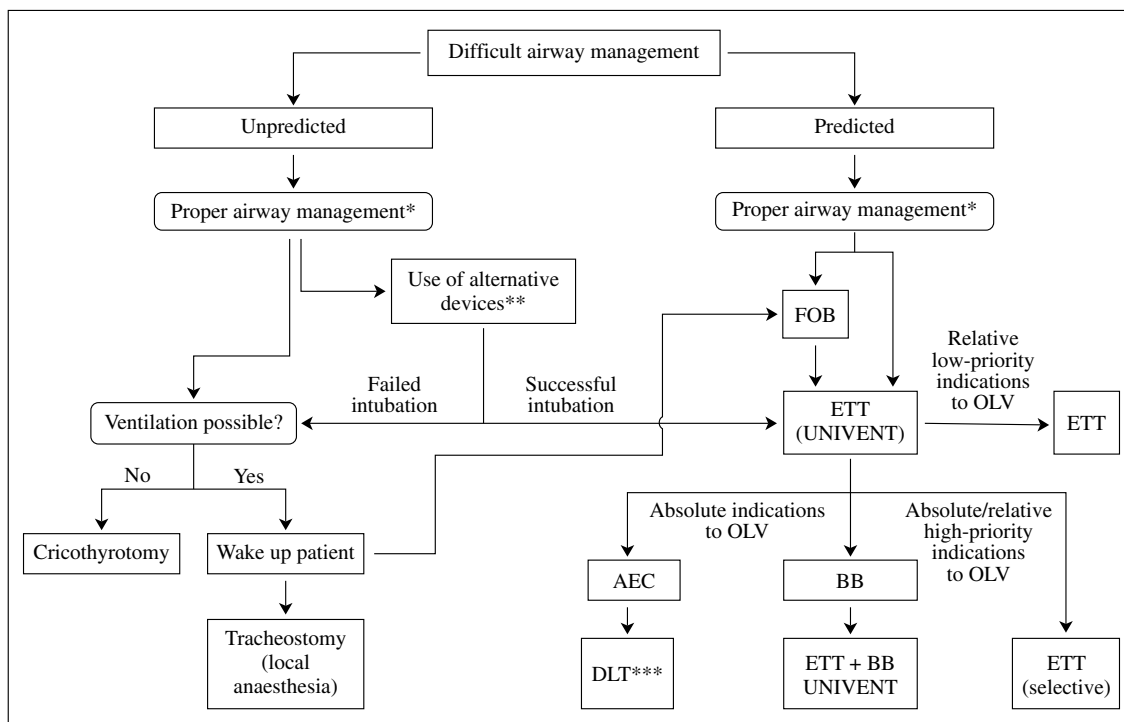 Difficult airway management
Unpredicted
Predicted
Proper airway management*
Proper airway management*
Use of alternative
devices**
FOB
Relative
low-priority
indications
to OLV
Failed
intubation
Successful
intubation
Ventilation possible?
ETT
(UNIVENT)
ETT
No
Yes
Absolute indications
to OLV
Absolute/relative
high-priority
indications
to OLV
Cricothyrotomy
Wake up patient
AEC
BB
Tracheostomy
(local
anaesthesia)
DLT***
ETT + BB
UNIVENT
ETT
(selective)